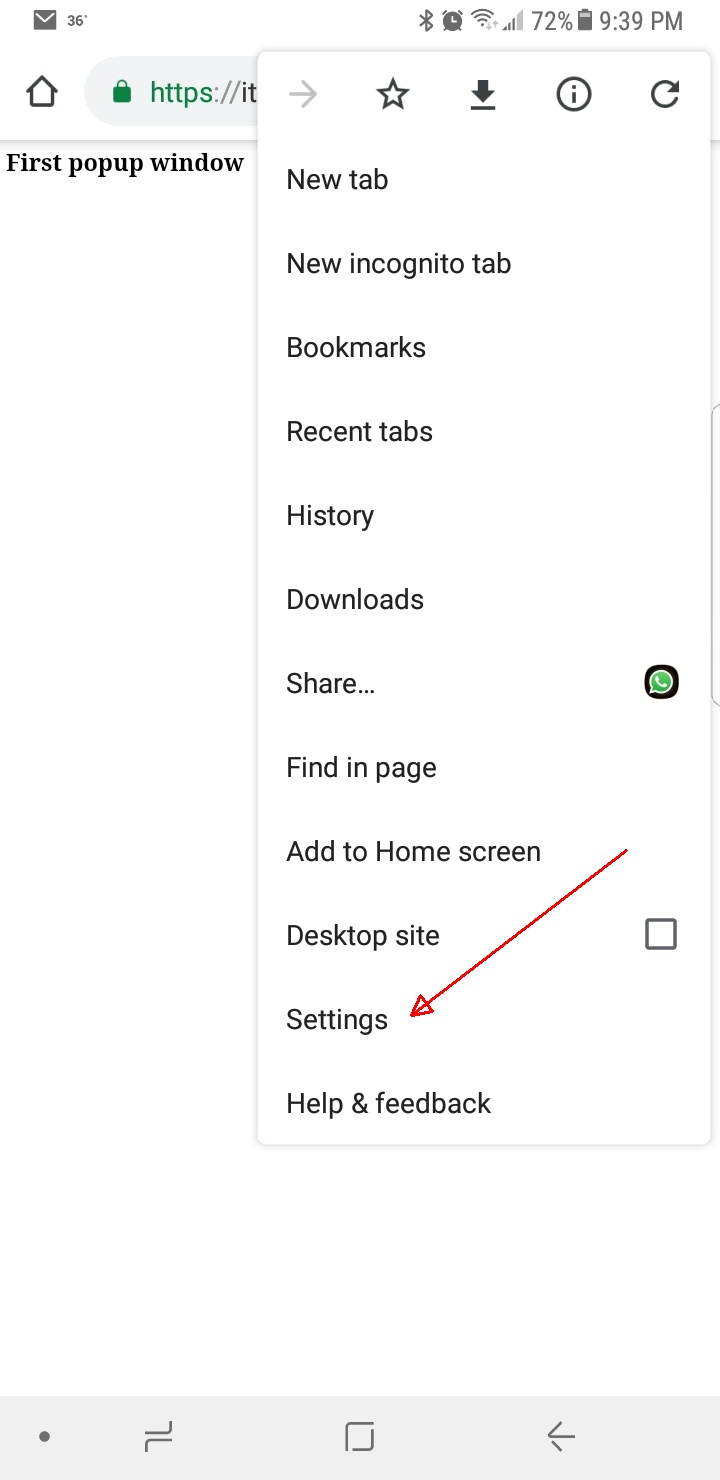 36°
72% 9:39 PM
https://it
First popup window
New tab
New incognito tab
Bookmarks
Recent tabs
History
Downloads
Share...
Find in page
Add to Home screen
Desktop site
Settings
Help & feedback